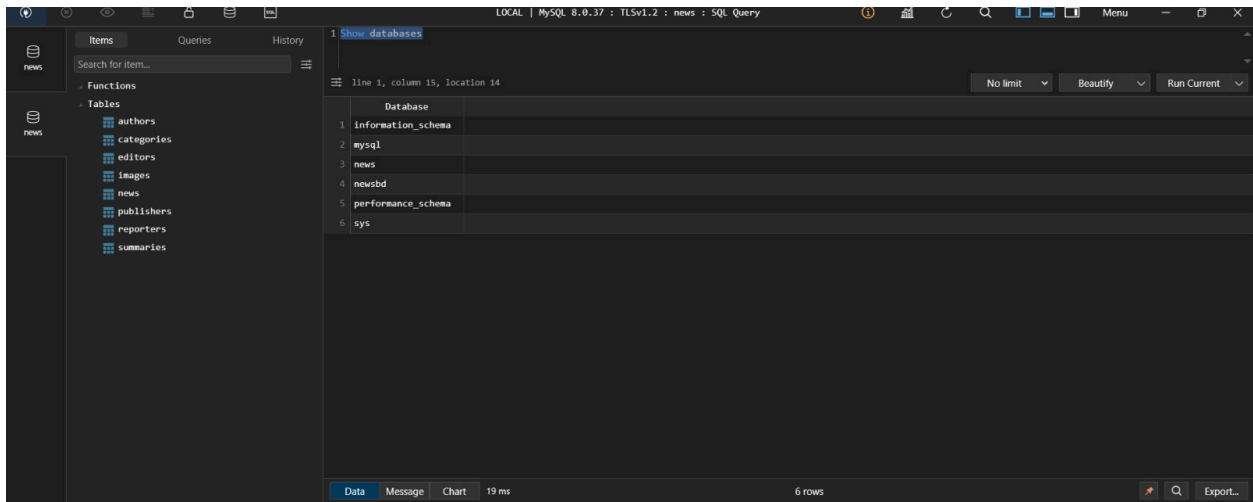 SQL
LOCAL | MySQL 8.0.37 : TLSv1.2 : news : SQL Query
Menu
news
news
Items Queries History
Search for item...
Functions
Tables
authors
categories
editors
images
news
publishers
reporters
summaries
1 Show databases
line 1, column 15, location 14
No limit Beautify Run Current
Database
1 information_schema
2 mysql
3 news
4 newsbd
5 performance_schema
6 sys
Data Message Chart 19 ms 6 rows Export...